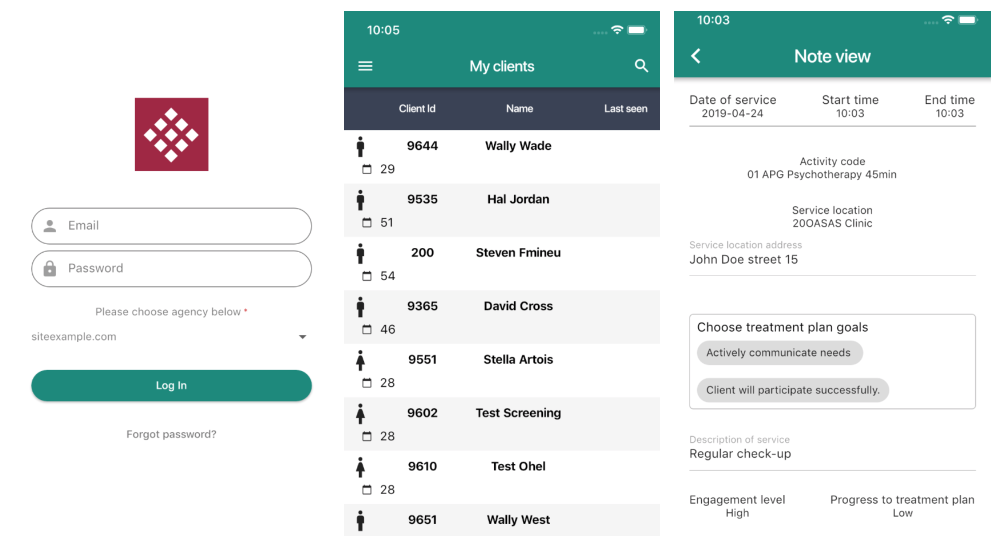 Email
Password
Please choose agency below *
siteexample.com
Log In
Forgot password?
10:05
My clients
Client Id Name Last seen
9644 Wally Wade
29
9535 Hal Jordan
51
200 Steven Fmineu
54
9365 David Cross
46
9551 Stella Artois
28
9602 Test Screening
28
9610 Test Ohel
28
9651 Wally West
10:03
Note view
Date of service Start time End time
2019-04-24 10:03 10:03
Activity code
01 APG Psychotherapy 45min
Service location
20OASAS Clinic
Service location address
John Doe street 15
Choose treatment plan goals
Actively communicate needs
Client will participate successfully.
Description of service
Regular check-up
Engagement level Progress to treatment plan
High Low